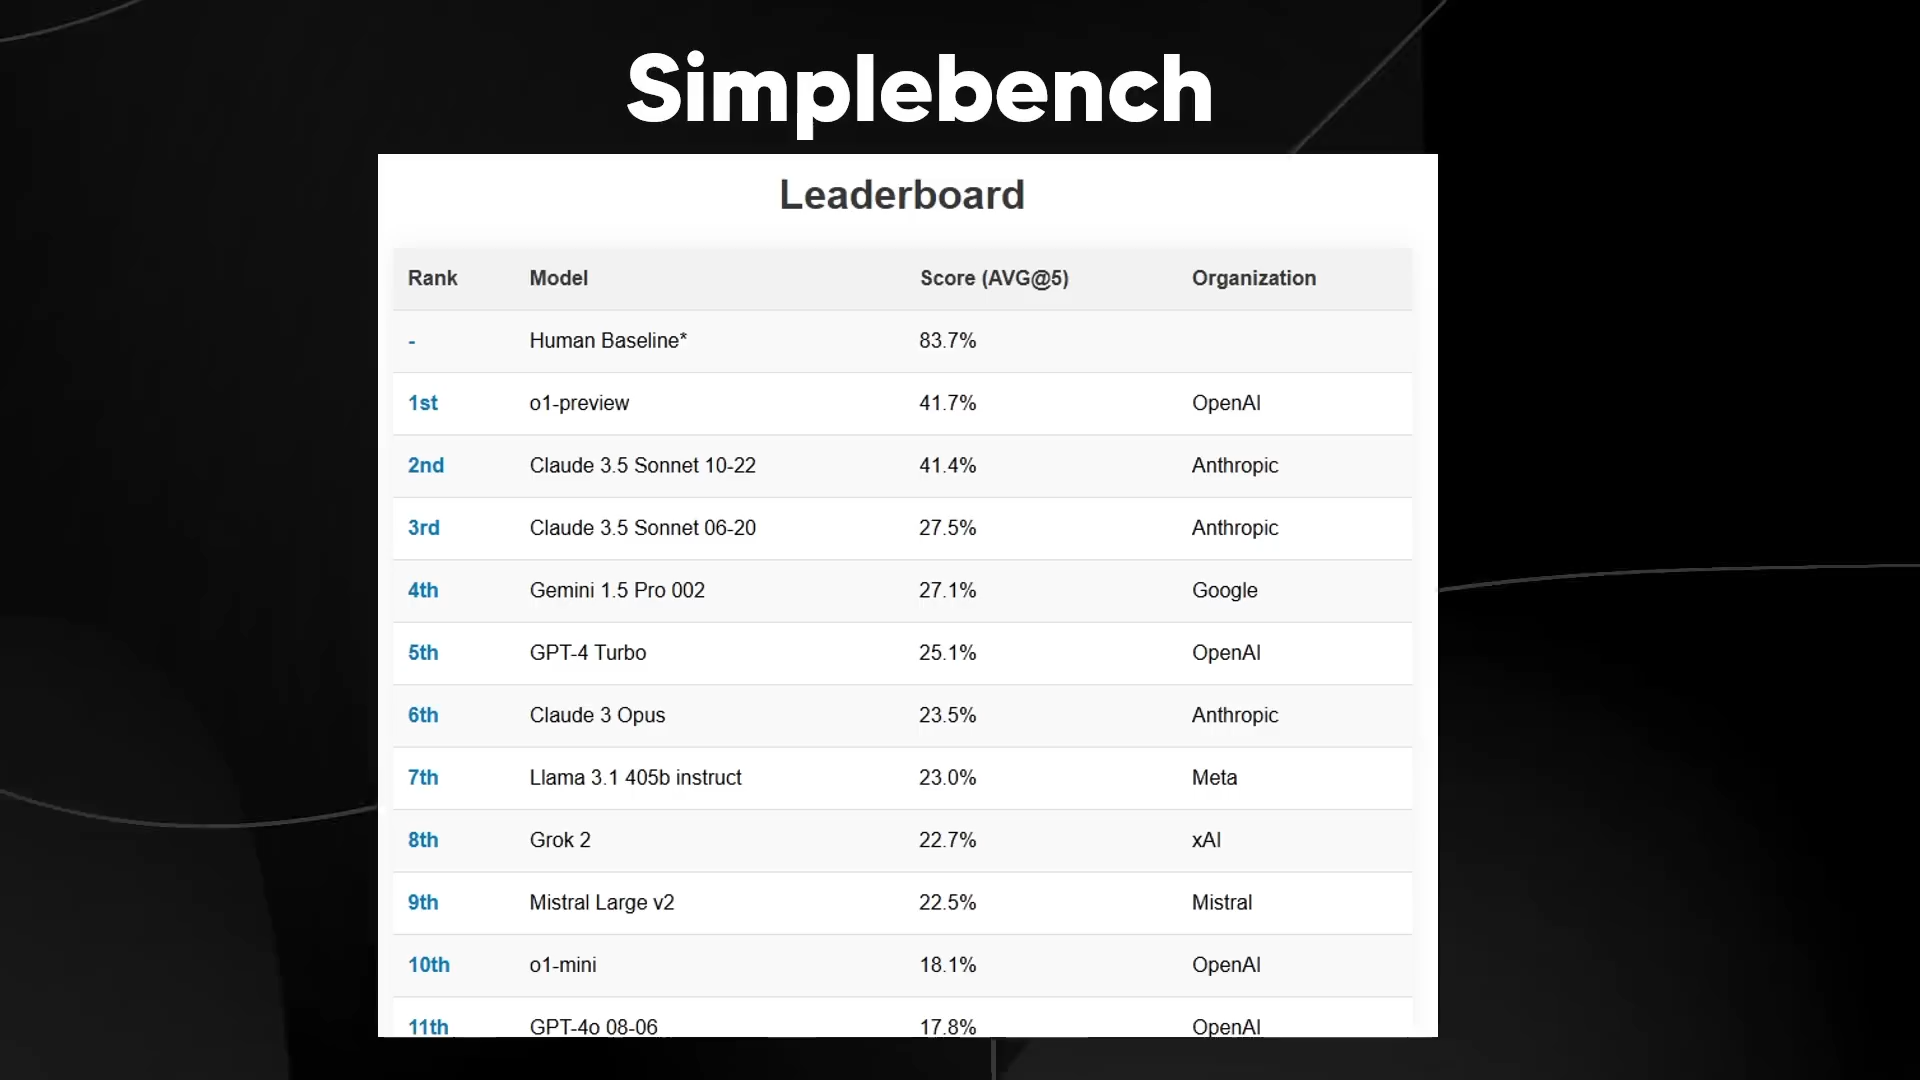 Simplebench
Leaderboard
Rank Model Score (AVG@5) Organization
- Human Baseline* 83.7%
1st o1-preview 41.7% OpenAI
2nd Claude 3.5 Sonnet 10-22 41.4% Anthropic
3rd Claude 3.5 Sonnet 06-20 27.5% Anthropic
4th Gemini 1.5 Pro 002 27.1% Google
5th GPT-4 Turbo 25.1% OpenAI
6th Claude 3 Opus 23.5% Anthropic
7th Llama 3.1 405b instruct 23.0% Meta
8th Grok 2 22.7% xAI
9th Mistral Large v2 22.5% Mistral
10th o1-mini 18.1% OpenAI
11th GPT-4o 08-06 17.8% OpenAI